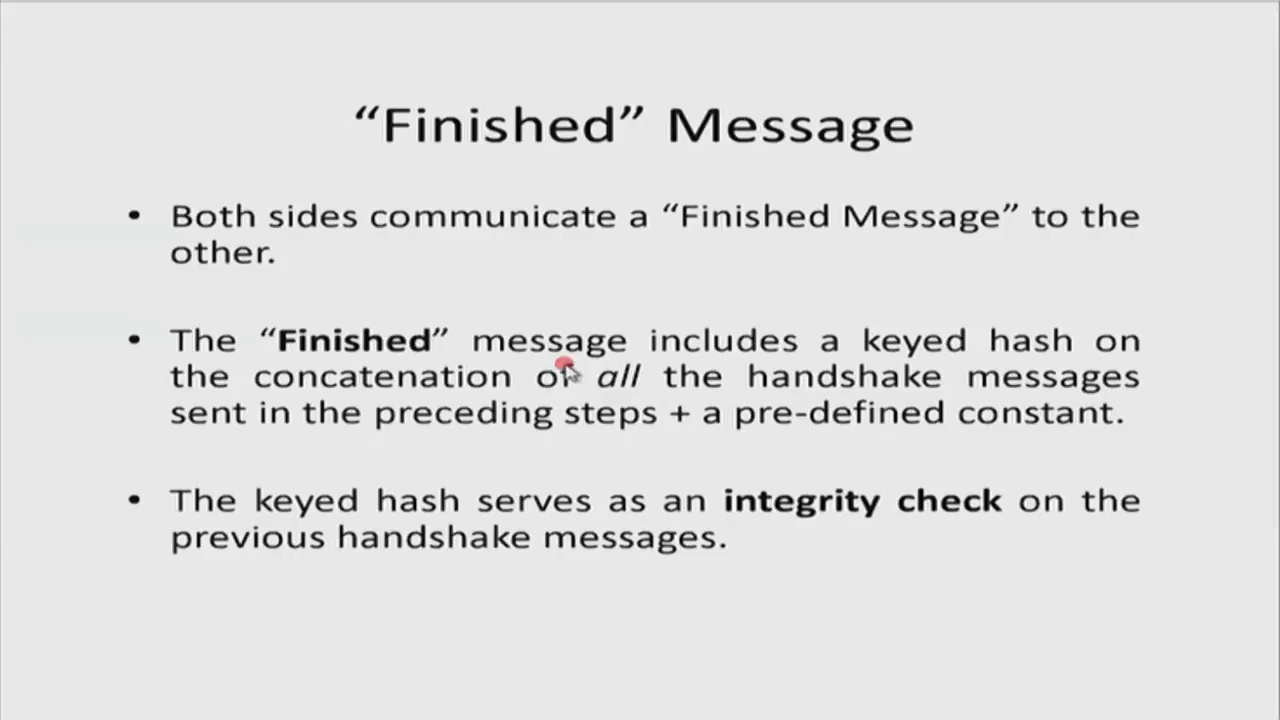 “Finished” Message
• Both sides communicate a “Finished Message” to the
other.
• The “Finished” message includes a keyed hash on
the concatenation of all the handshake messages
sent in the preceding steps + a pre-defined constant.
• The keyed hash serves as an integrity check on the
previous handshake messages.